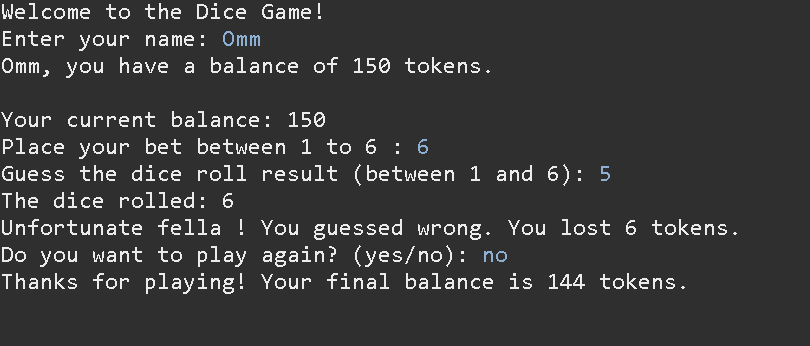 Welcome to the Dice Game!
Enter your name: Omm
Omm, you have a balance of 150 tokens.
Your current balance: 150
Place your bet between 1 to 6 : 6
Guess the dice roll result (between 1 and 6): 5
The dice rolled: 6
Unfortunate fella ! You guessed wrong. You lost 6 tokens.
Do you want to play again? (yes/no): no
Thanks for playing! Your final balance is 144 tokens.